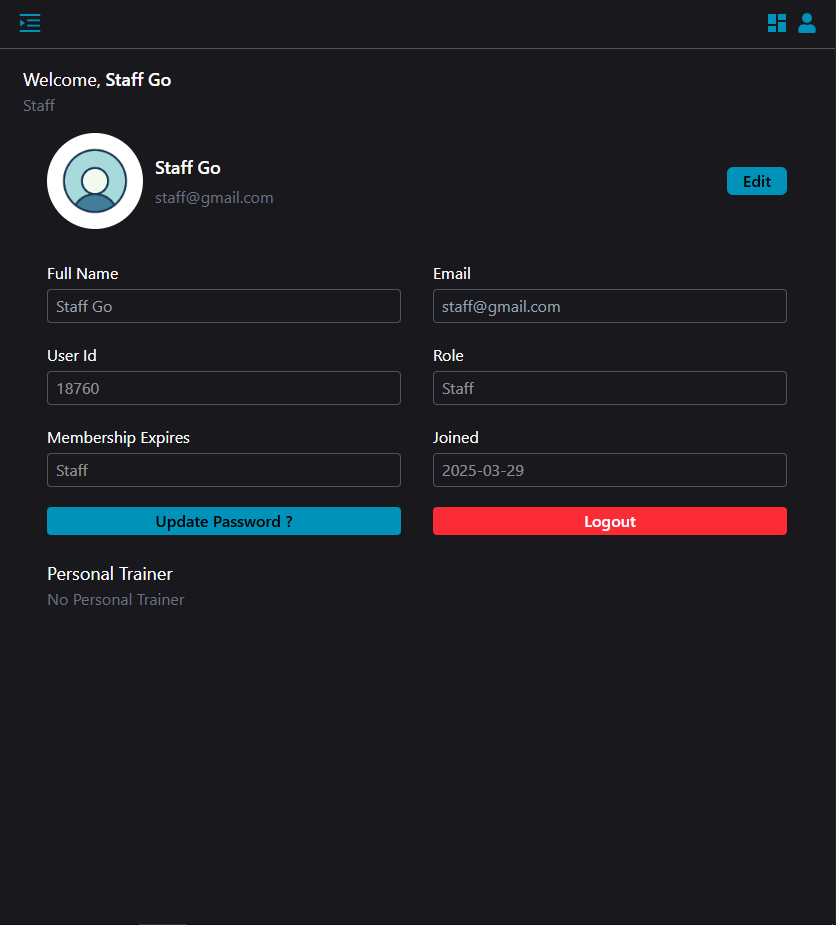 Welcome, Staff Go
Staff
Staff Go
staff@gmail.com
Edit
Full Name
Email
Staff Go
staff@gmail.com
User Id
Role
18760
Staff
Membership Expires
Joined
Staff
2025-03-29
Update Password ?
Logout
Personal Trainer
No Personal Trainer